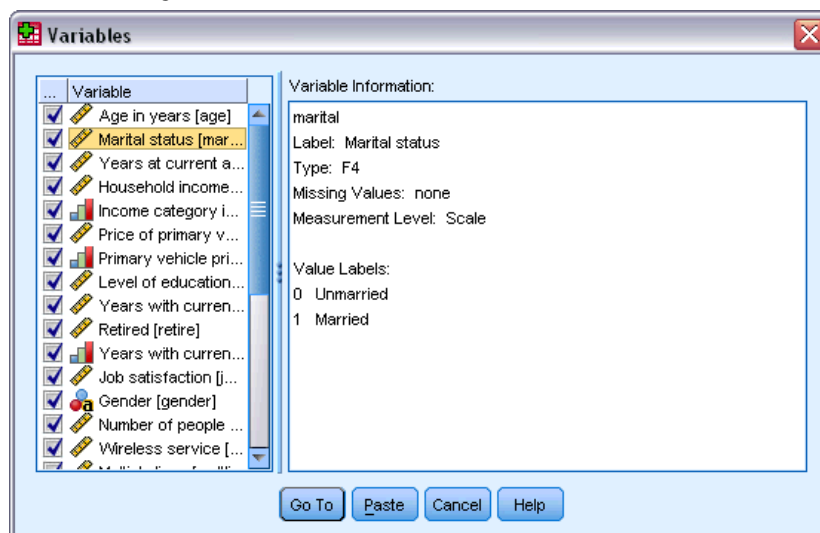 Variables
... Variable
Age in years [age]
Marital status [mar...
Years at current a...
Household income...
Income category i...
Price of primary v...
Primary vehicle pri...
Level of education...
Years with curren...
Retired [retire]
Years with curren...
Job satisfaction [j...
Gender [gender]
Number of people ...
Wireless service [...
Variable Information:
marital
Label: Marital status
Type: F4
Missing Values: none
Measurement Level: Scale
Value Labels:
0 Unmarried
1 Married
Go To Paste Cancel Help